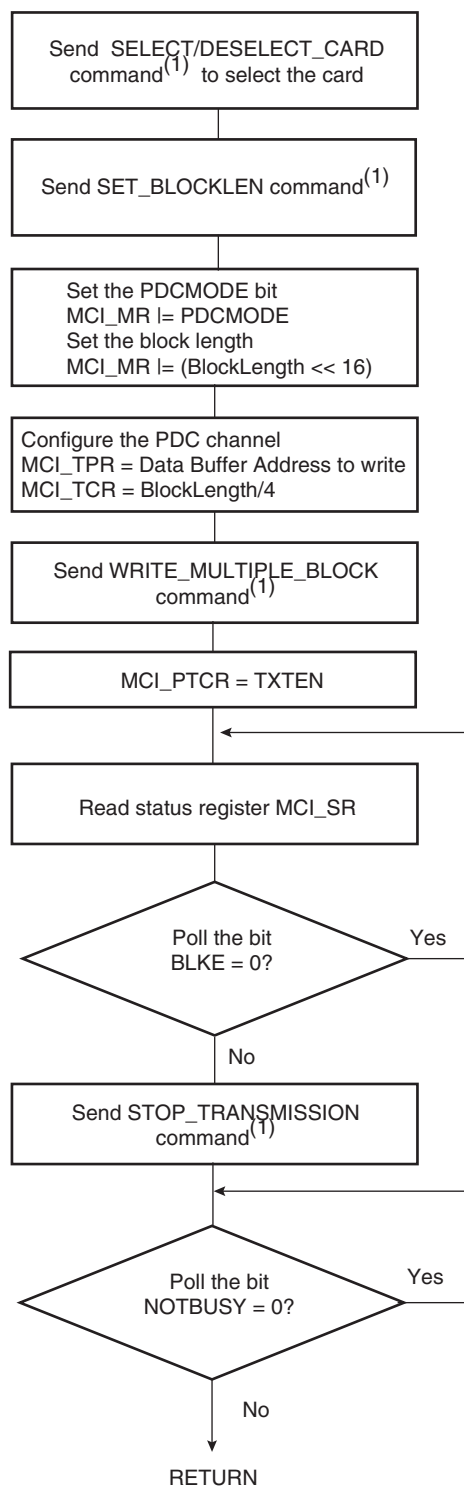 Send SELECT/DESELECT_CARD
command(1) to select the card
Send SET_BLOCKLEN command(1)
Set the PDCMODE bit
MCI_MR |= PDCMODE
Set the block length
MCI_MR |= (BlockLength << 16)
Configure the PDC channel
MCI_TPR = Data Buffer Address to write
MCI_TCR = BlockLength/4
Send WRITE_MULTIPLE_BLOCK
command(1)
MCI_PTCR = TXTEN
Read status register MCI_SR
Poll the bit
BLKE = 0?
Yes
No
Send STOP_TRANSMISSION
command(1)
Poll the bit
NOTBUSY = 0?
Yes
No
RETURN